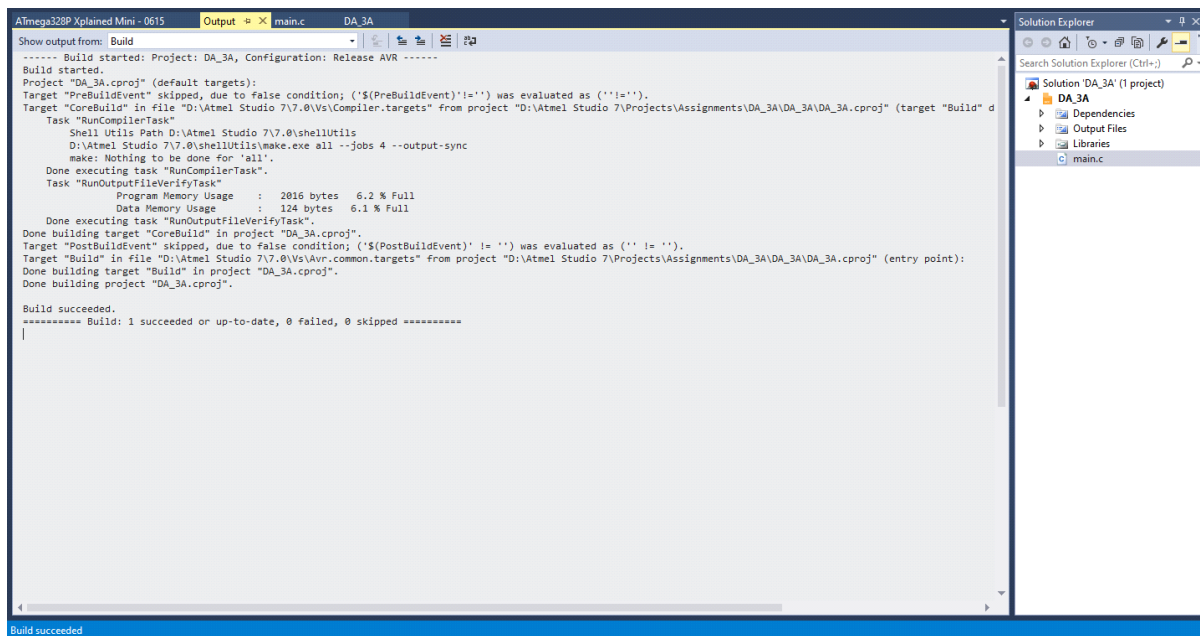 ATmega328P Xplained Mini - 0615 Output main.c DA_3A
Show output from: Build
------ Build started: Project: DA_3A, Configuration: Release AVR ------
Build started.
Project "DA_3A.cproj" (default targets):
Target "PreBuildEvent" skipped, due to false condition; ('$(PreBuildEvent)'!='') was evaluated as (''!='').
Target "CoreBuild" in file "D:\Atmel Studio 7\7.0\Vs\Compiler.targets" from project "D:\Atmel Studio 7\Projects\Assignments\DA_3A\DA_3A\DA_3A.cproj" (target "Build" d
Task "RunCompilerTask"
Shell Utils Path D:\Atmel Studio 7\7.0\shellUtils
D:\Atmel Studio 7\7.0\shellUtils\make.exe all --jobs 4 --output-sync
make: Nothing to be done for 'all'.
Done executing task "RunCompilerTask".
Task "RunOutputFileVerifyTask"
Program Memory Usage : 2016 bytes 6.2 % Full
Data Memory Usage : 124 bytes 6.1 % Full
Done executing task "RunOutputFileVerifyTask".
Done building target "CoreBuild" in project "DA_3A.cproj".
Target "PostBuildEvent" skipped, due to false condition; ('$(PostBuildEvent)' != '') was evaluated as ('' != '').
Target "Build" in file "D:\Atmel Studio 7\7.0\Vs\Avr.common.targets" from project "D:\Atmel Studio 7\Projects\Assignments\DA_3A\DA_3A\DA_3A.cproj" (entry point):
Done building target "Build" in project "DA_3A.cproj".
Done building project "DA_3A.cproj".
Build succeeded.
========== Build: 1 succeeded or up-to-date, 0 failed, 0 skipped ==========
Solution Explorer
Search Solution Explorer (Ctrl+;)
Solution 'DA_3A' (1 project)
DA_3A
Dependencies
Output Files
Libraries
main.c
Build succeeded